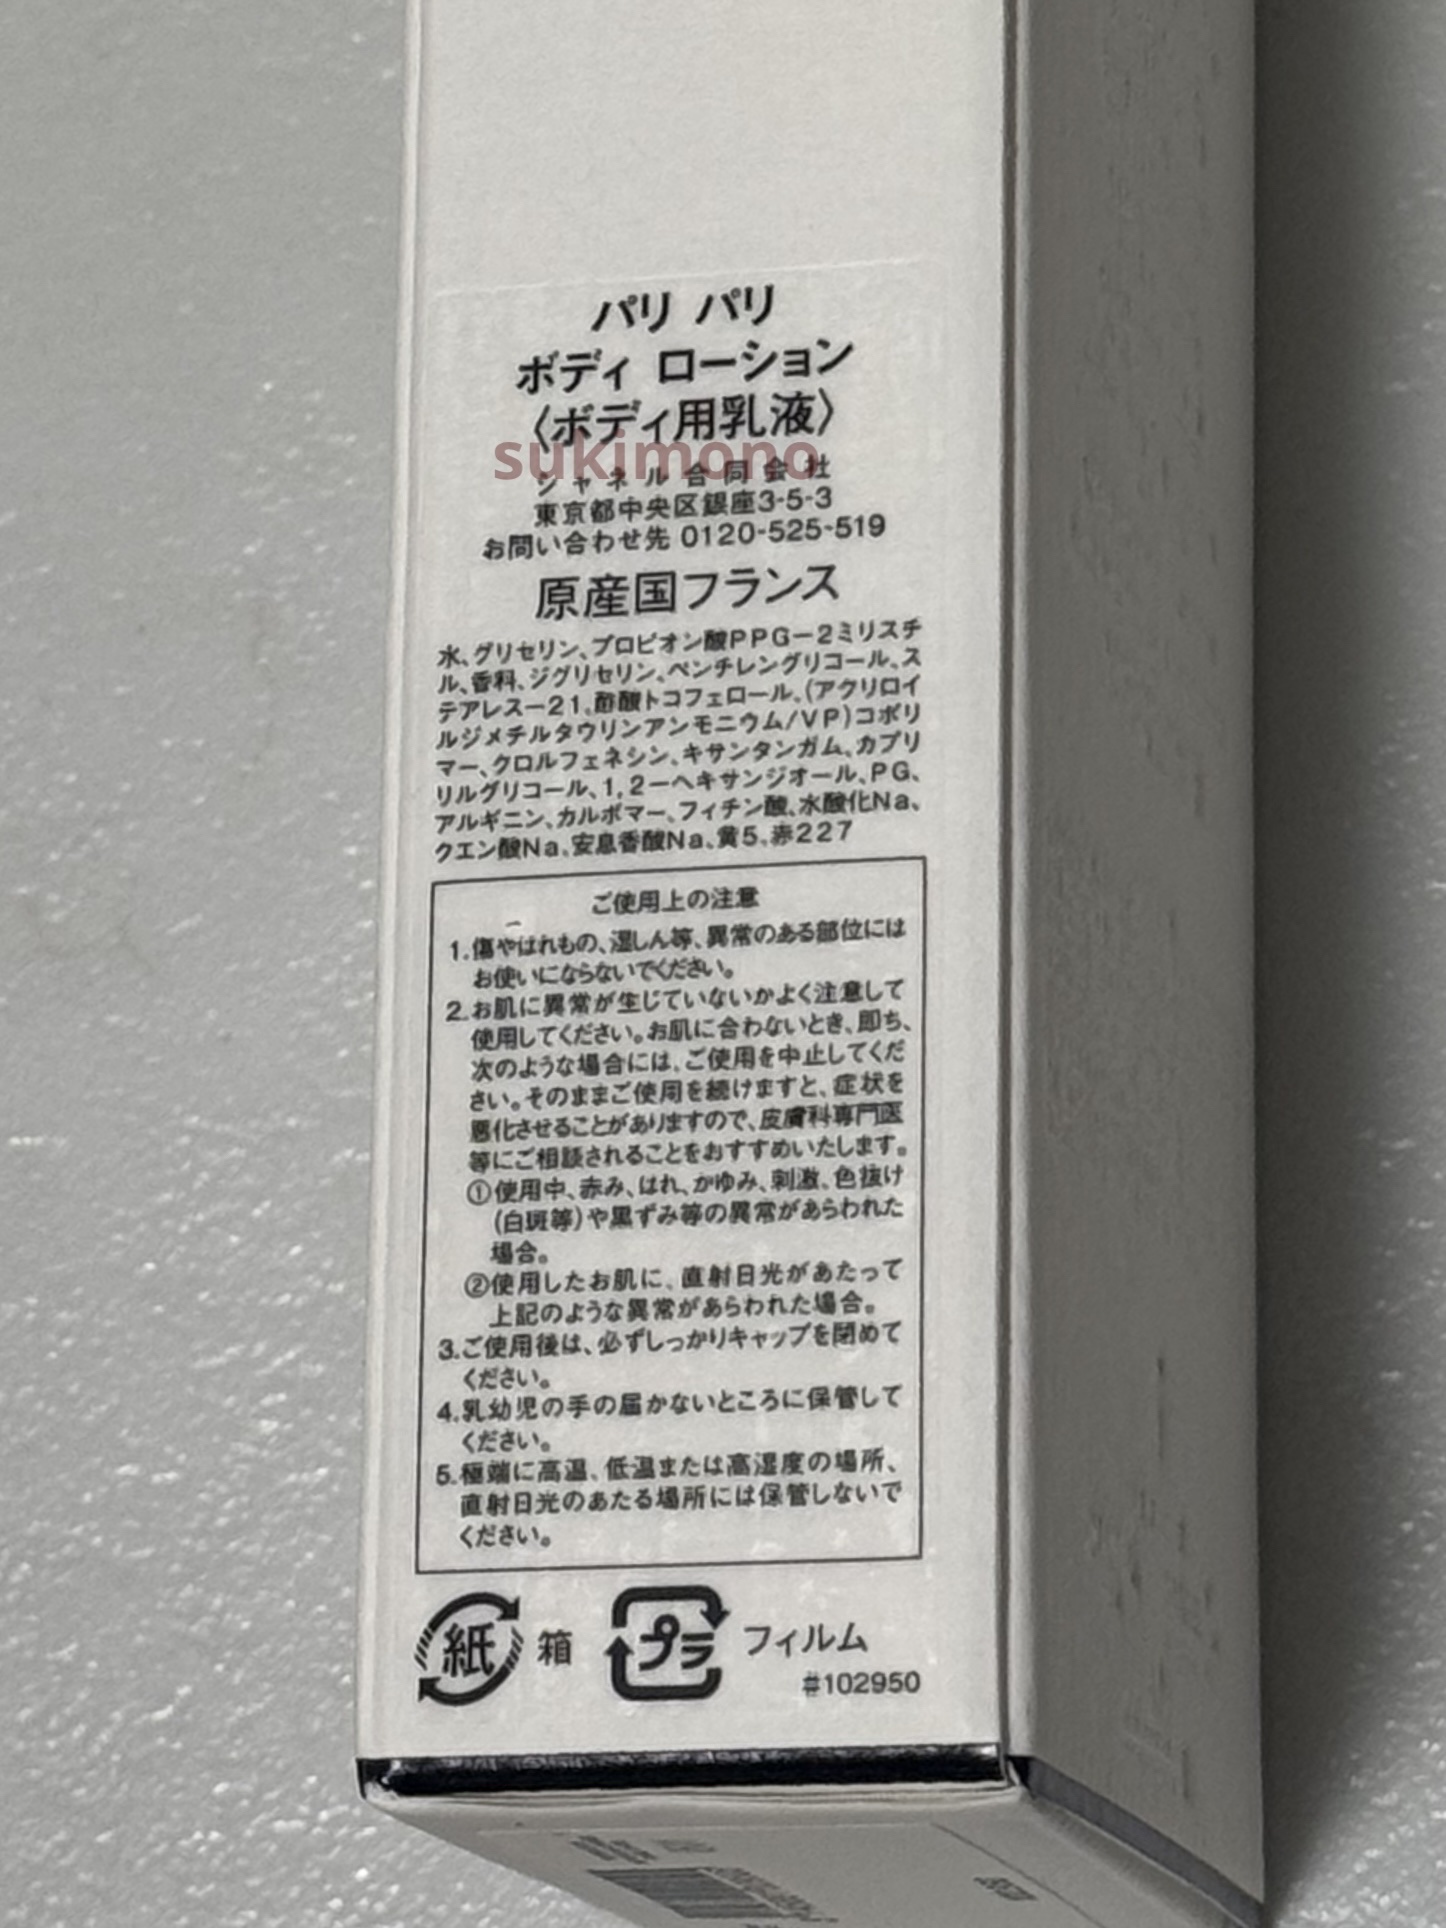 パリ パリ
ボディ ローション
〈ボディ用乳液〉
sukimono
シャネル合同会社
東京都中央区銀座3-5-3
お問い合わせ先 0120-525-519
原産国フランス
水、グリセリン、プロピオン酸PPG－2ミリスチ
ル、香料、ジグリセリン、ペンチレングリコール、ス
テアレス－21、酢酸トコフェロール、(アクリロイ
ルジメチルタウリンアンモニウム/VP)コポリ
マー、クロルフェネシン、キサンタンガム、カプリ
リルグリコール、1,2－ヘキサンジオール、PG、
アルギニン、カルボマー、フィチン酸、水酸化Na、
クエン酸Na、安息香酸Na、黄5、赤227
ご使用上の注意
1.傷やはれもの、湿しん等、異常のある部位には
お使いにならないでください。
2.お肌に異常が生じていないかよく注意して
使用してください。お肌に合わないとき、即ち、
次のような場合には、ご使用を中止してくだ
さい。そのままご使用を続けますと、症状を
悪化させることがありますので、皮膚科専門医
等にご相談されることをおすすめいたします。
①使用中、赤み、はれ、かゆみ、刺激、色抜け
(白斑等)や黒ずみ等の異常があらわれた
場合。
②使用したお肌に、直射日光があたって
上記のような異常があらわれた場合。
3.ご使用後は、必ずしっかりキャップを閉めて
ください。
4.乳幼児の手の届かないところに保管して
ください。
5.極端に高温、低温または高湿度の場所、
直射日光のあたる場所には保管しないで
ください。
紙 箱 プラ フィルム
#102950